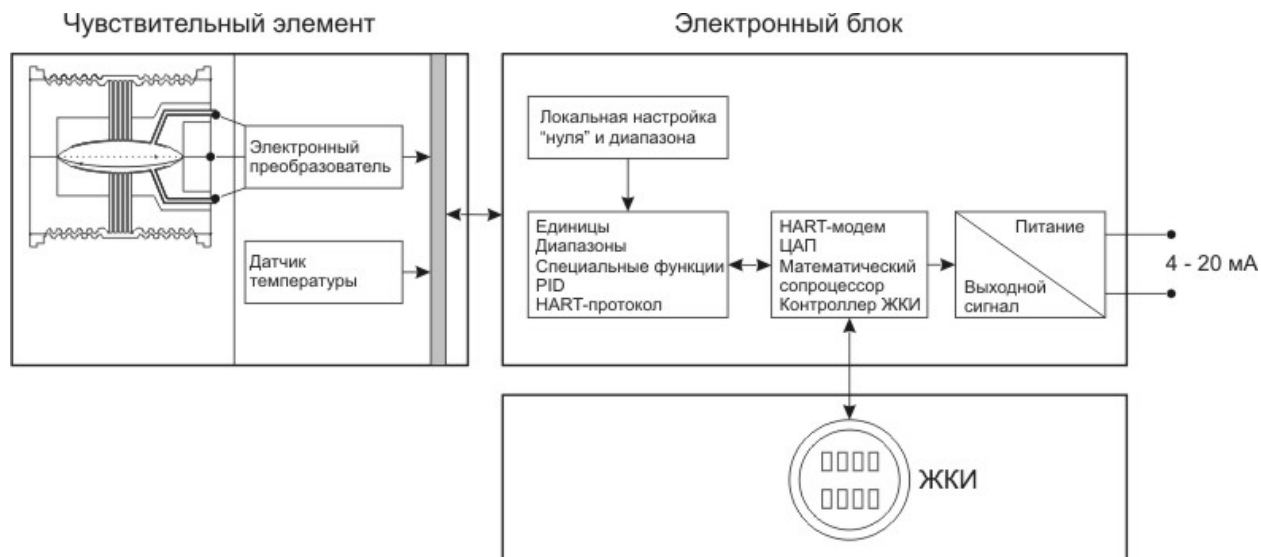 Чувствительный элемент
Электронный блок
Электронный
преобразователь
Датчик
температуры
Локальная настройка
“нуля” и диапазона
Единицы
Диапазоны
Специальные функции
PID
HART-протокол
HART-модем
ЦАП
Математический
сопроцессор
Контроллер ЖКИ
Питание
Выходной
сигнал
4 - 20 мА
ЖКИ